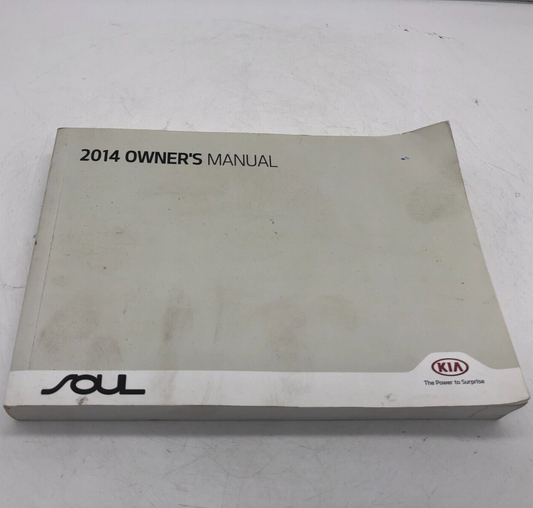 2014 OWNER'S MANUAL
SOUL
KIA
The Power to Surprise